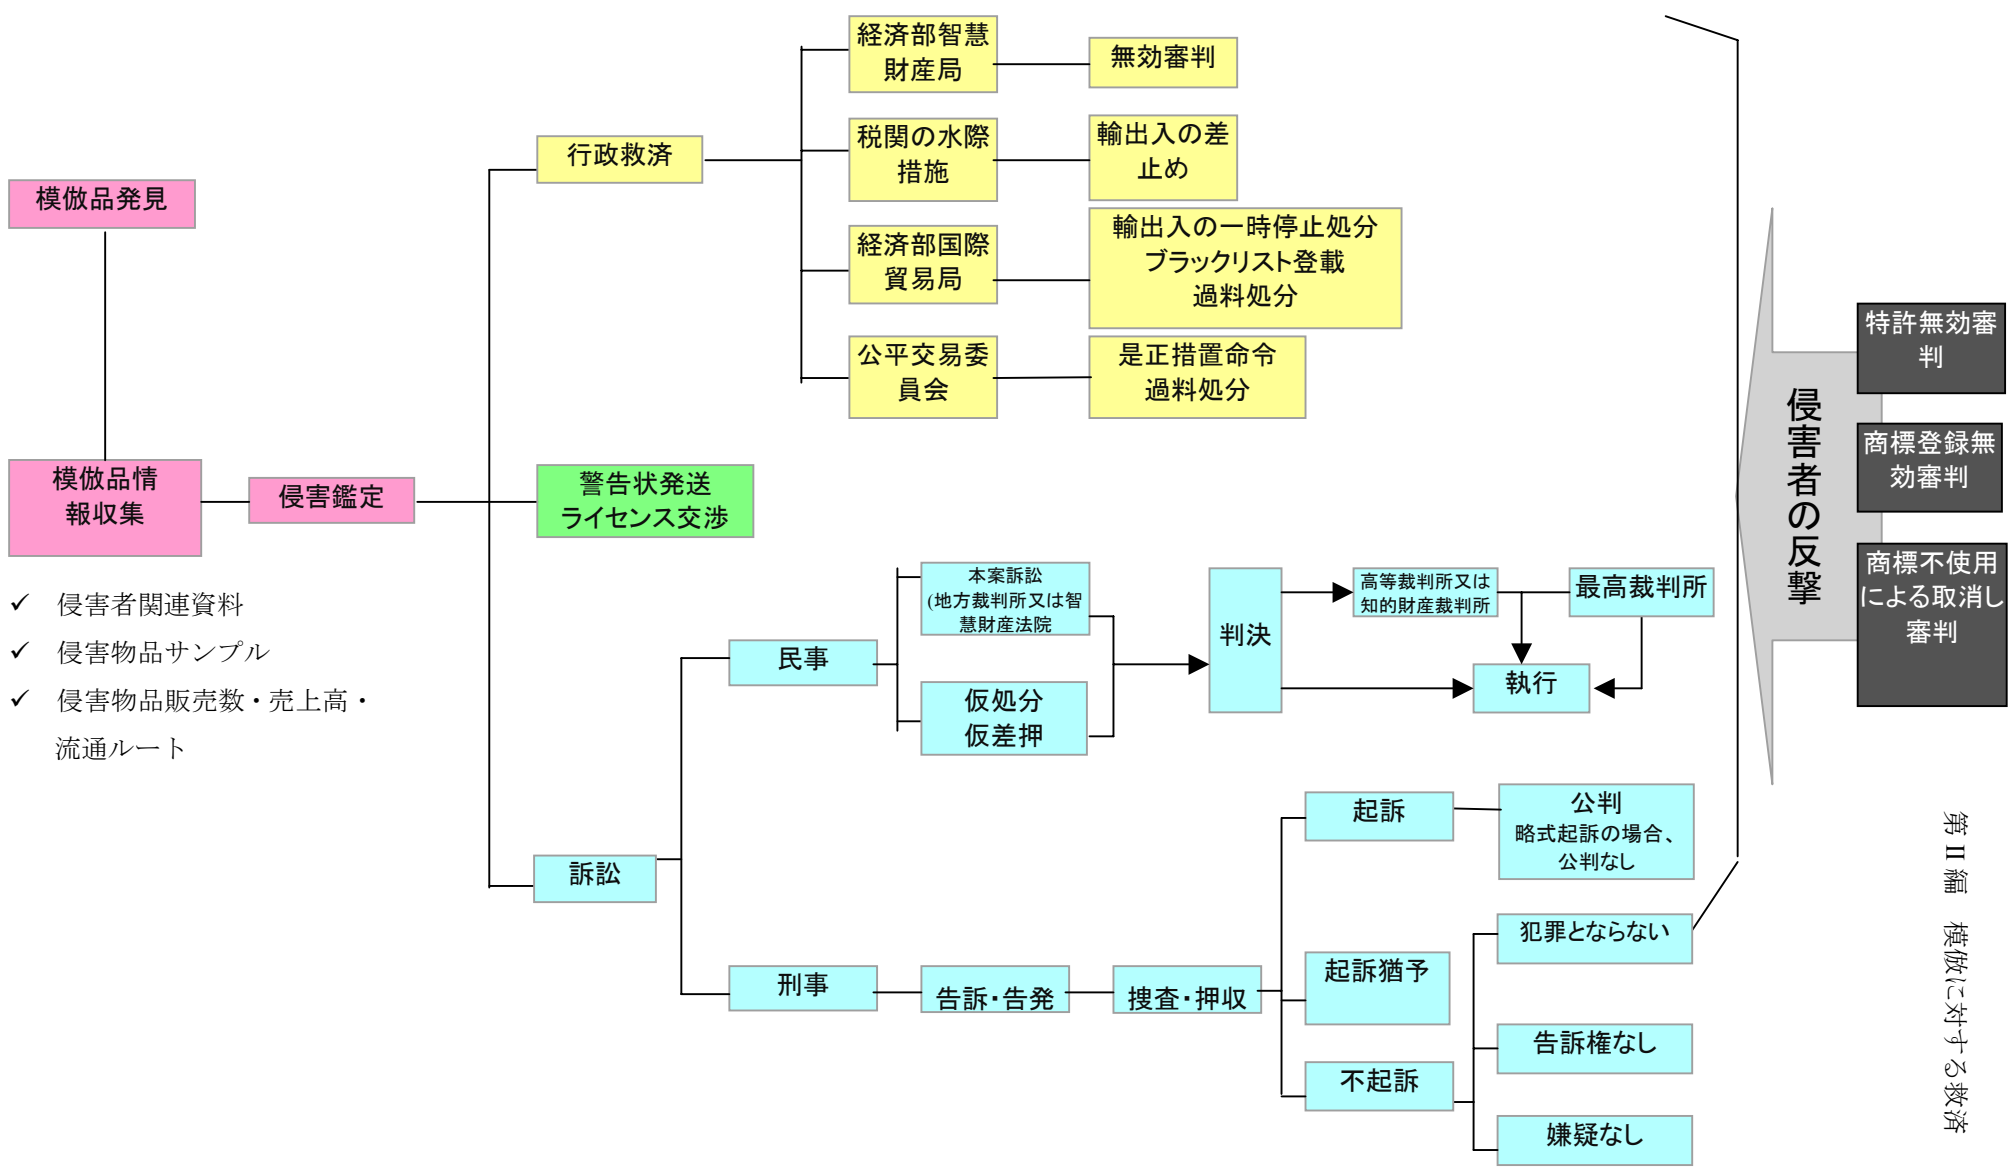 模倣品発見
模倣品情
報収集
侵害鑑定
✓ 侵害者関連資料
✓ 侵害物品サンプル
✓ 侵害物品販売数・売上高・
流通ルート
行政救済
経済部智慧
財産局
無効審判
税関の水際
措施
輸出入の差
止め
経済部国際
貿易局
輸出入の一時停止処分
ブラックリスト登載
過料処分
公平交易委
員会
是正措置命令
過料処分
警告状発送
ライセンス交渉
訴訟
民事
本案訴訟
(地方裁判所又は智
慧財産法院
仮処分
仮差押
判決
高等裁判所又は
知的財産裁判所
最高裁判所
執行
刑事
告訴・告発
捜査・押収
起訴
公判
略式起訴の場合、
公判なし
起訴猶予
不起訴
犯罪とならない
告訴権なし
嫌疑なし
侵害者の反撃
特許無効審
判
商標登録無
効審判
商標不使用
による取消し
審判
第 II 編 模倣に対する救済